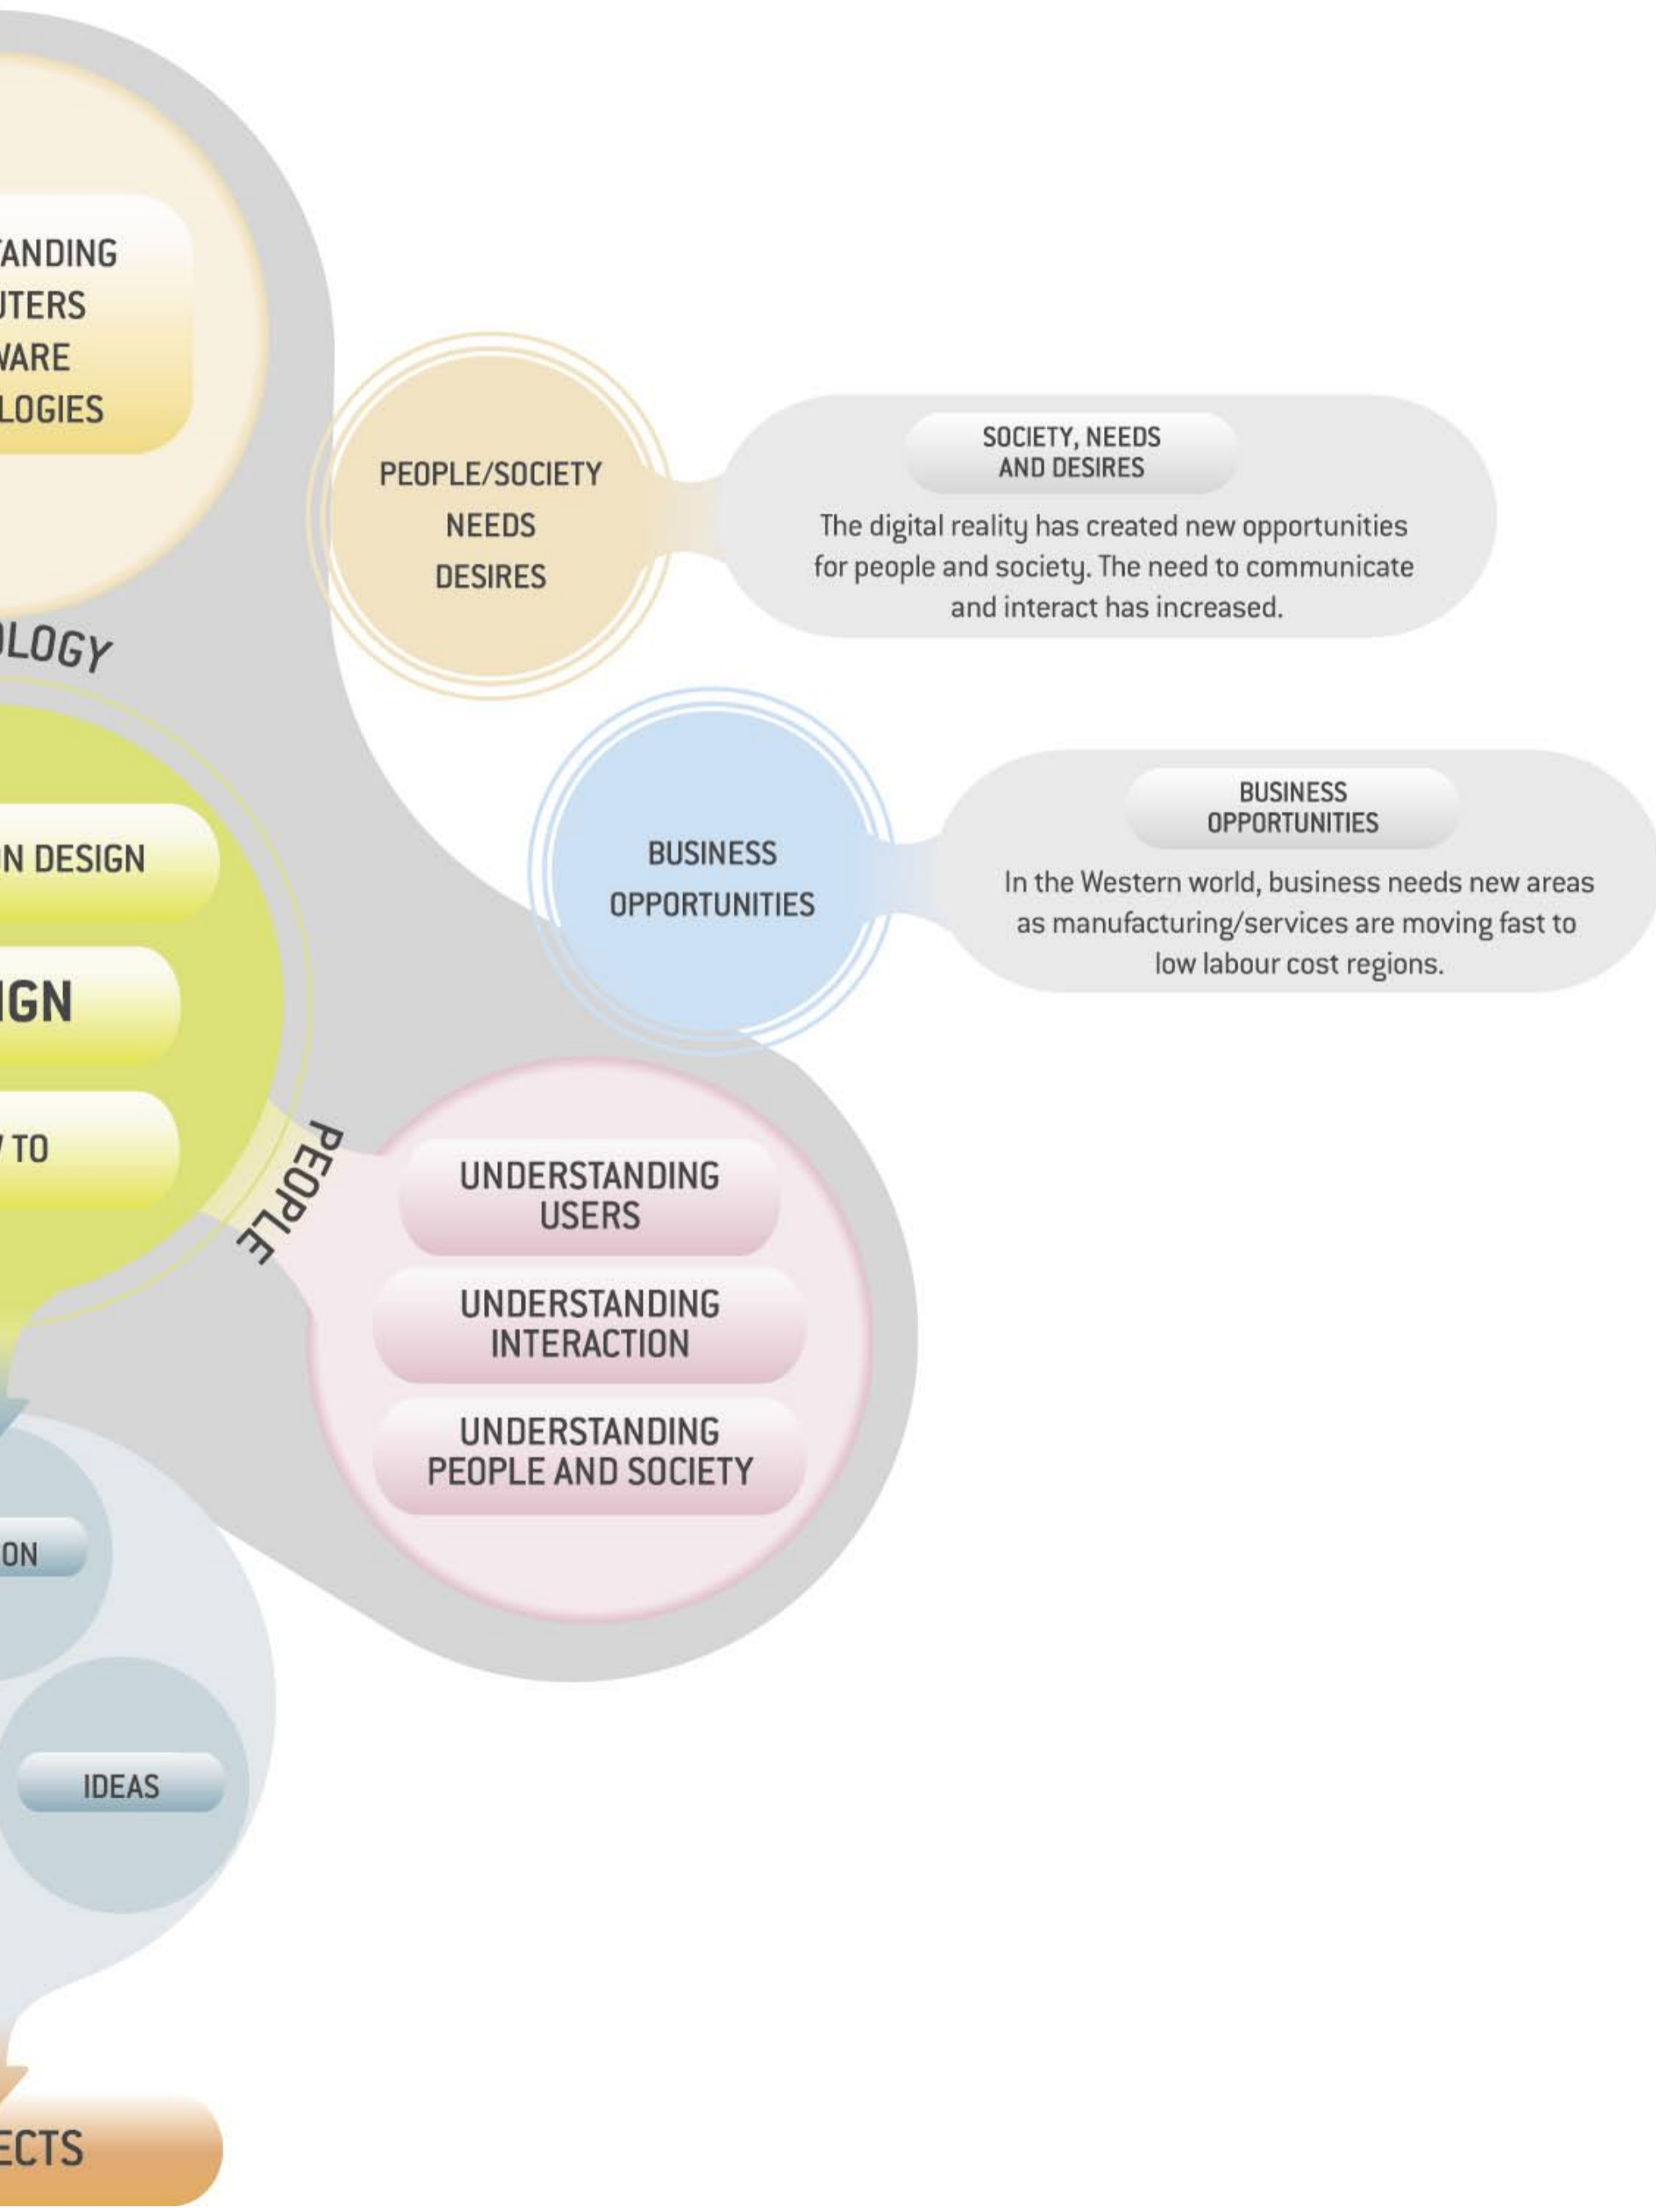 ANDING
UTERS
WARE
LOGIES
OLOGY
PEOPLE/SOCIETY
NEEDS
DESIRES
SOCIETY, NEEDS
AND DESIRES
The digital reality has created new opportunities
for people and society. The need to communicate
and interact has increased.
BUSINESS
OPPORTUNITIES
BUSINESS
OPPORTUNITIES
In the Western world, business needs new areas
as manufacturing/services are moving fast to
low labour cost regions.
N DESIGN
IGN
TO
PEOPLE
UNDERSTANDING
USERS
UNDERSTANDING
INTERACTION
UNDERSTANDING
PEOPLE AND SOCIETY
ON
IDEAS
ECTS